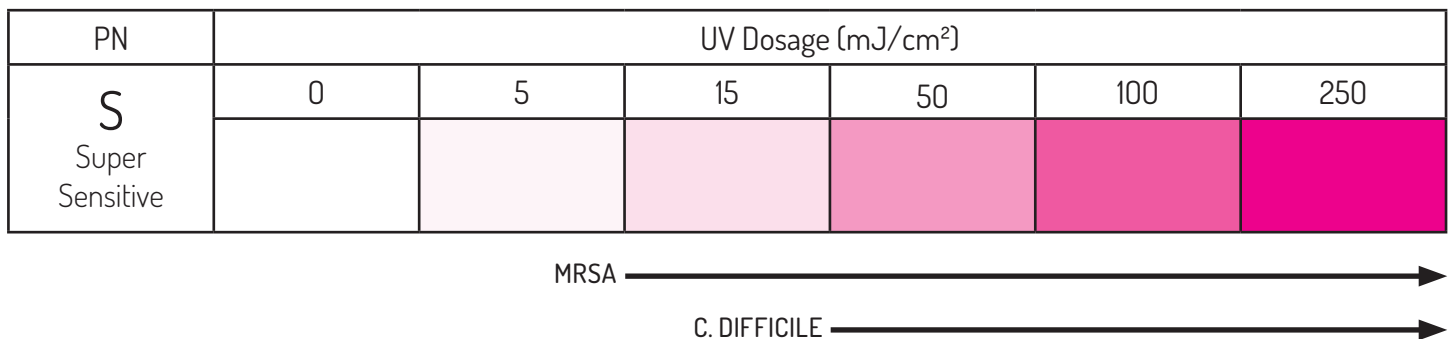 PN
UV Dosage (mJ/cm²)
S
Super
Sensitive
0
5
15
50
100
250
MRSA
C. DIFFICILE